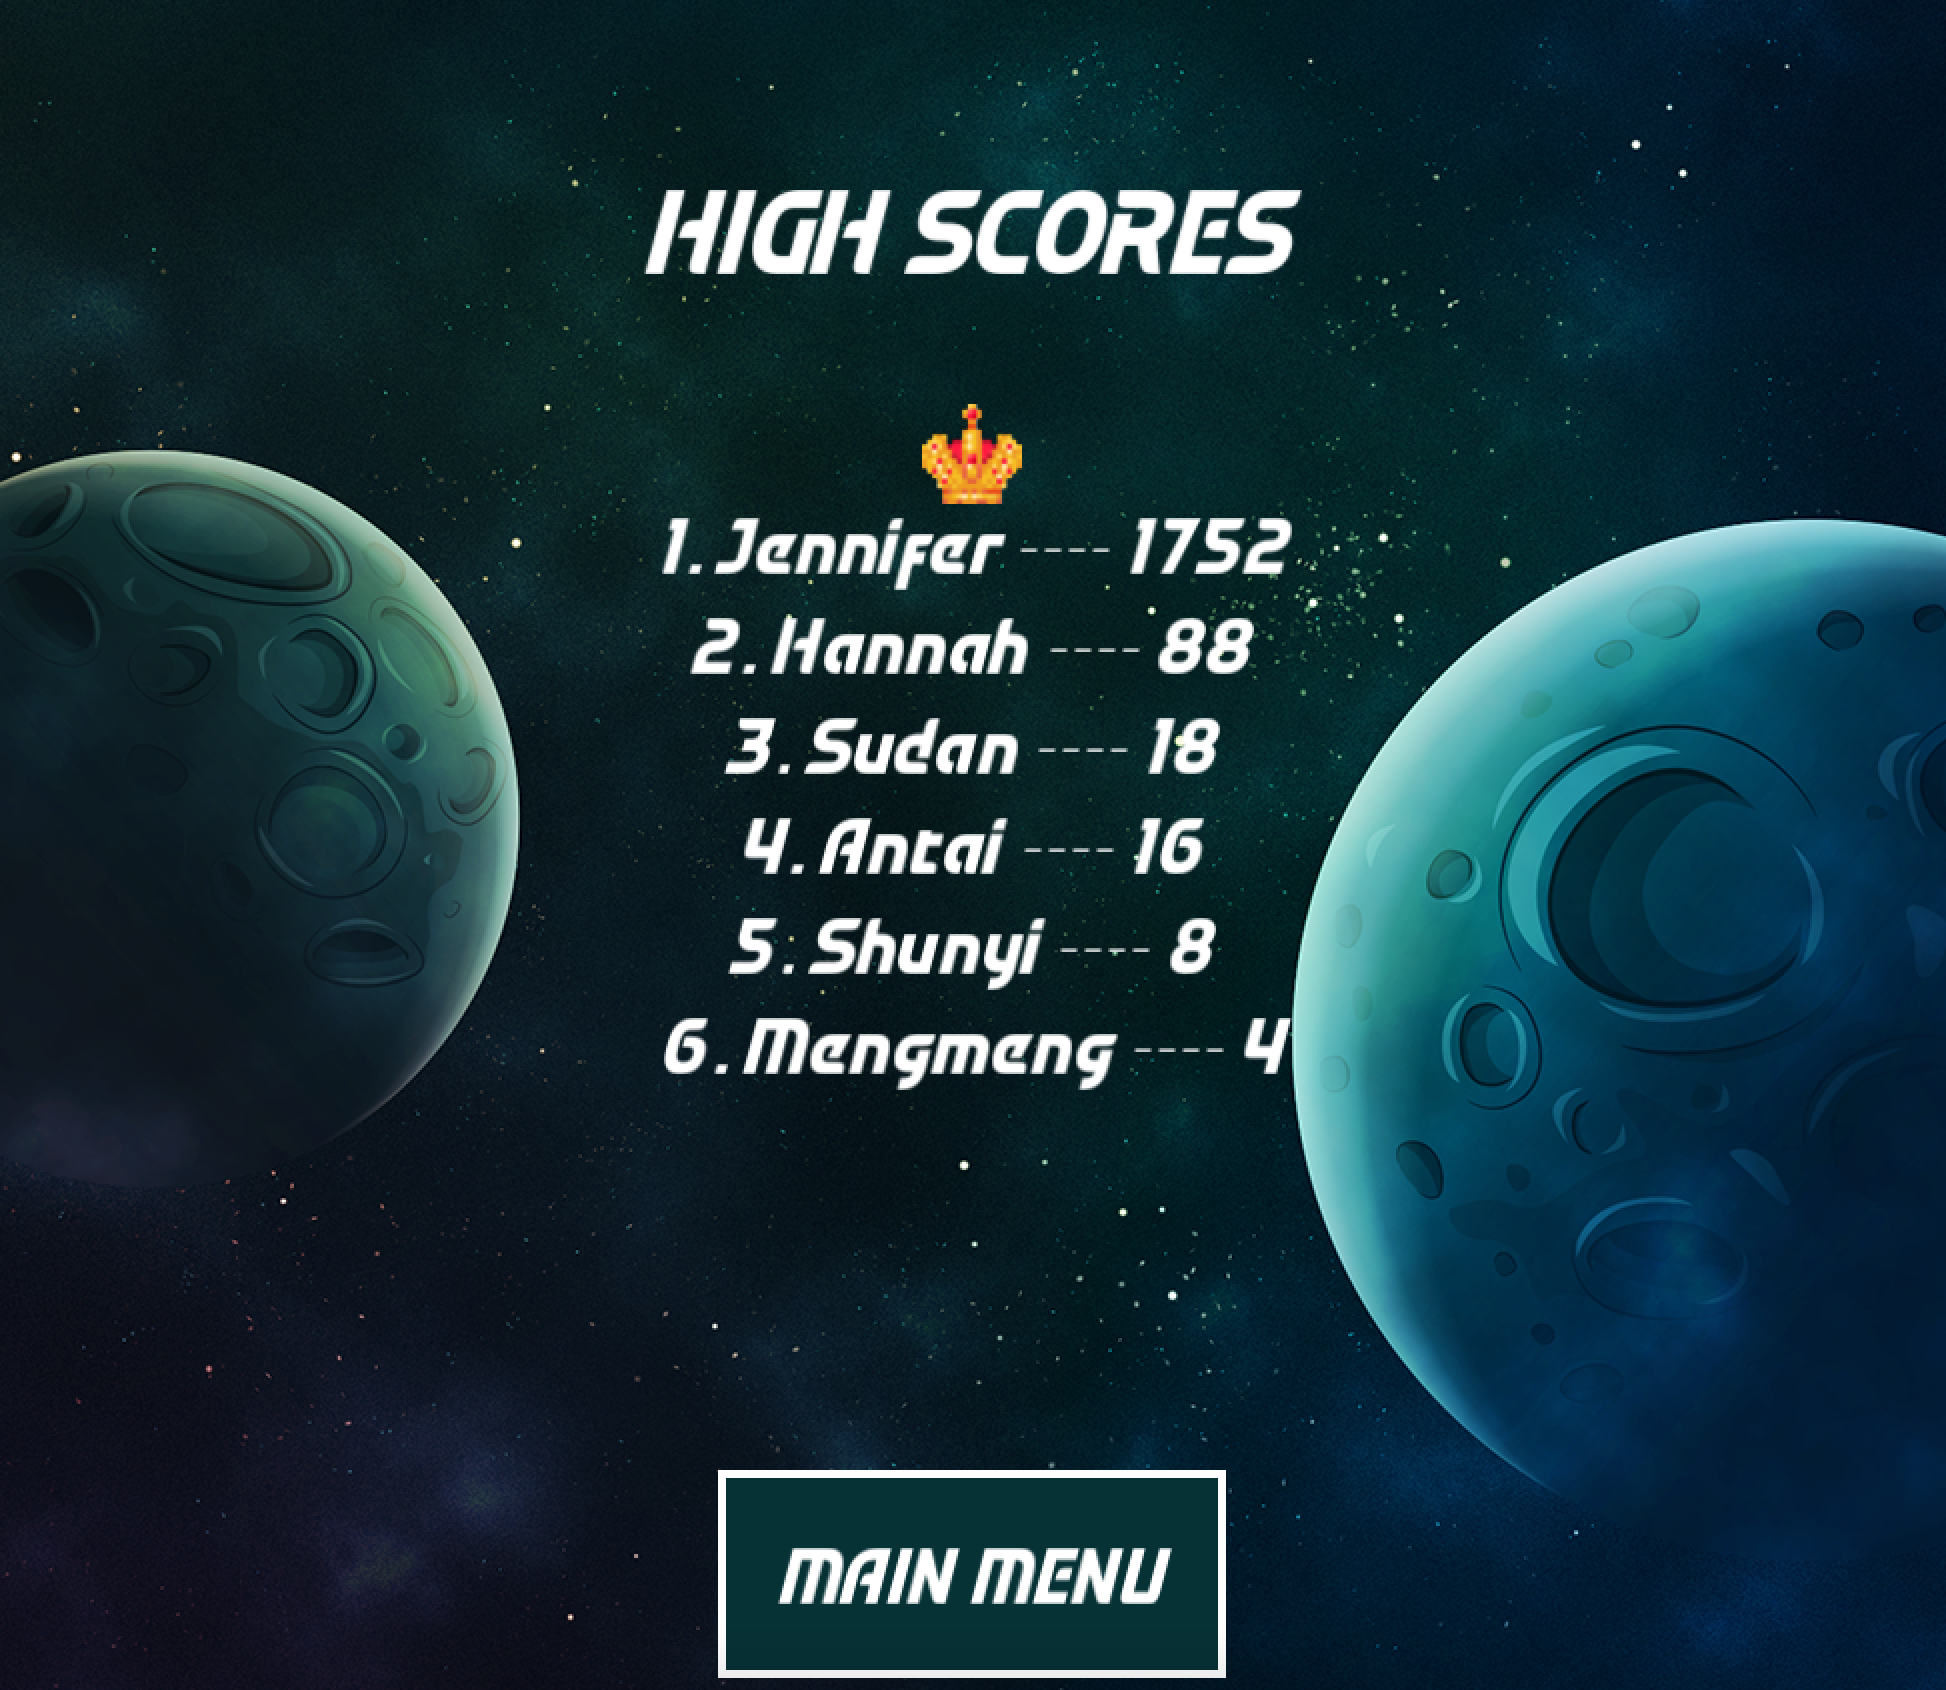 HIGH SCORES
1. Jennifer ---- 1752
2. Hannah ---- 88
3. Sudan ---- 18
4. Antai ---- 16
5. Shunyi ---- 8
6. Mengmeng ---- 4
MAIN MENU